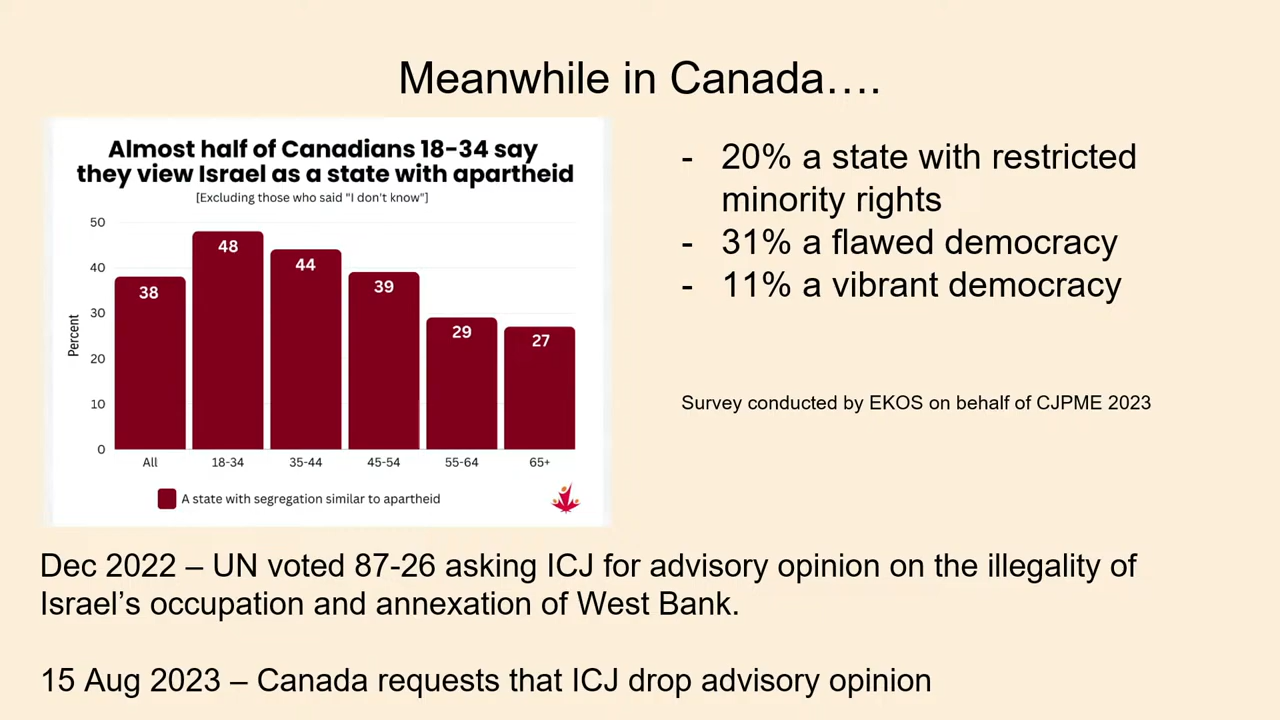 Meanwhile in Canada….
Almost half of Canadians 18-34 say
they view Israel as a state with apartheid
[Excluding those who said "I don't know"]
Percent
50
40
30
20
10
0
38
48
44
39
29
27
All
18-34
35-44
45-54
55-64
65+
A state with segregation similar to apartheid
- 20% a state with restricted
minority rights
- 31% a flawed democracy
- 11% a vibrant democracy
Survey conducted by EKOS on behalf of CJPME 2023
Dec 2022 – UN voted 87-26 asking ICJ for advisory opinion on the illegality of
Israel’s occupation and annexation of West Bank.
15 Aug 2023 – Canada requests that ICJ drop advisory opinion